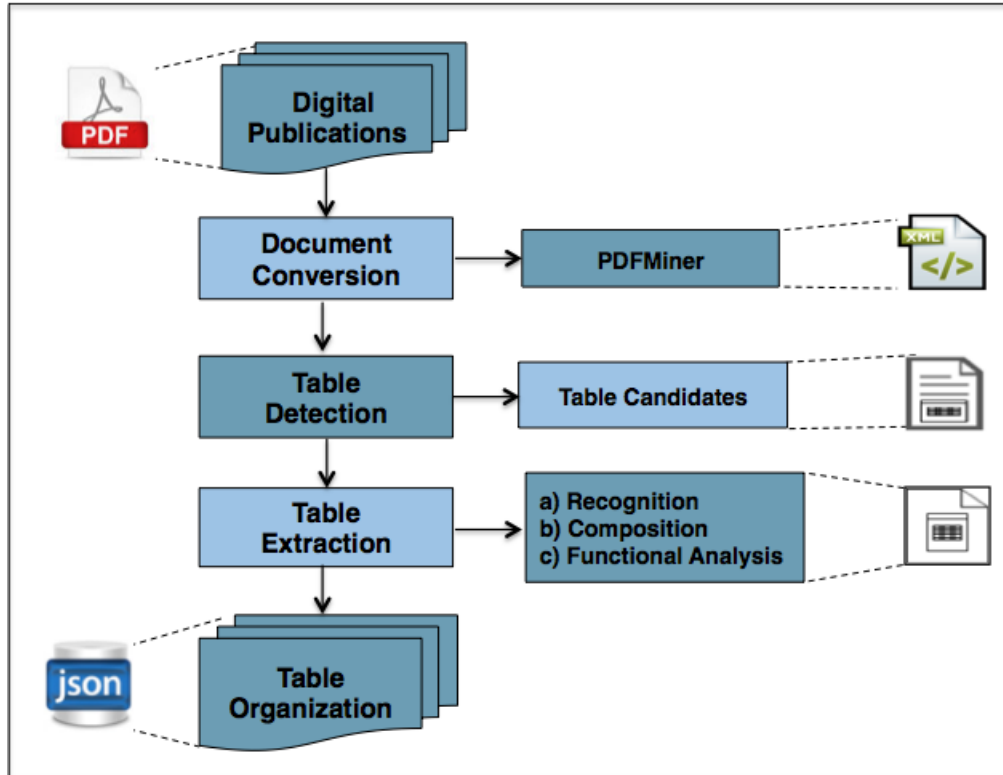 PDF
Digital
Publications
Document
Conversion
PDFMiner
XML
</>
Table
Detection
Table Candidates
Table
Extraction
a) Recognition
b) Composition
c) Functional Analysis
json
Table
Organization